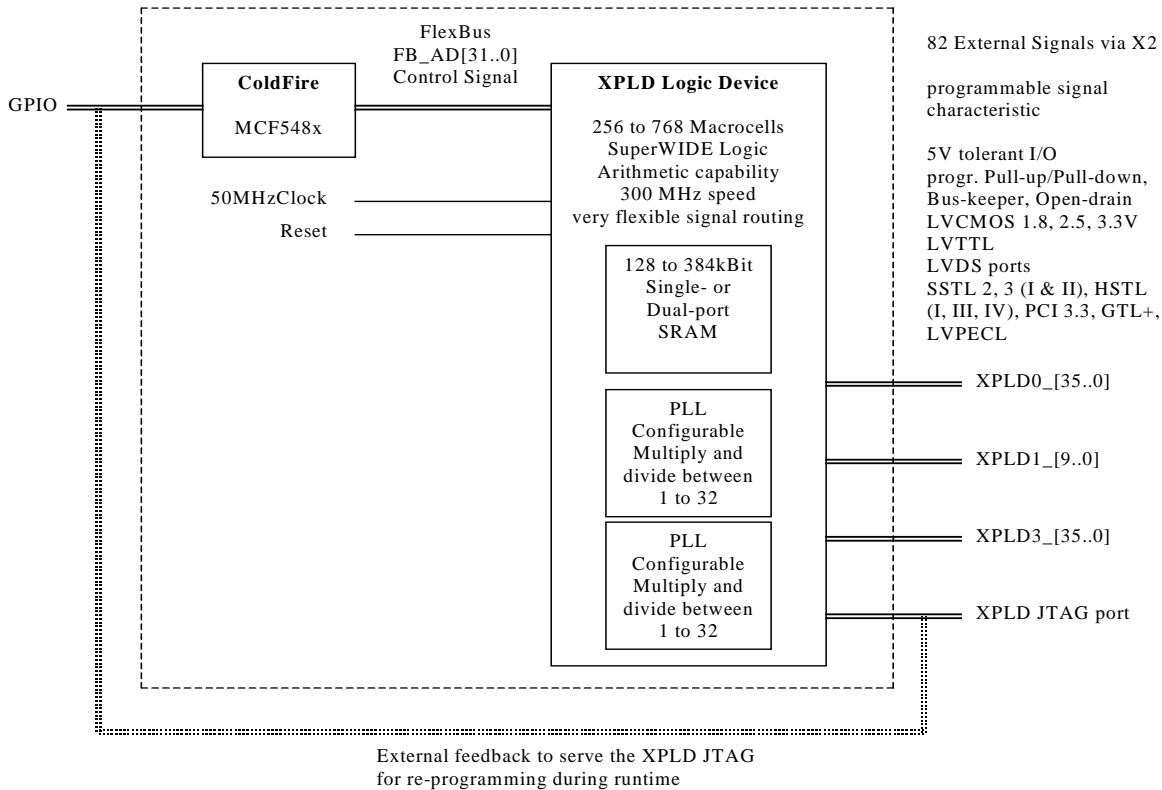 FlexBus
FB_AD[31..0]
Control Signal
GPIO
ColdFire
MCF548x
50MHzClock
Reset
XPLD Logic Device
256 to 768 Macrocells
SuperWIDE Logic
Arithmetic capability
300 MHz speed
very flexible signal routing
128 to 384kBit
Single- or
Dual-port
SRAM
PLL
Configurable
Multiply and
divide between
1 to 32
PLL
Configurable
Multiply and
divide between
1 to 32
82 External Signals via X2
programmable signal
characteristic
5V tolerant I/O
progr. Pull-up/Pull-down,
Bus-keeper, Open-drain
LVCMOS 1.8, 2.5, 3.3V
LVTTL
LVDS ports
SSTL 2, 3 (I & II), HSTL
(I, III, IV), PCI 3.3, GTL+,
LVPECL
XPLD0_[35..0]
XPLD1_[9..0]
XPLD3_[35..0]
XPLD JTAG port
External feedback to serve the XPLD JTAG
for re-programming during runtime